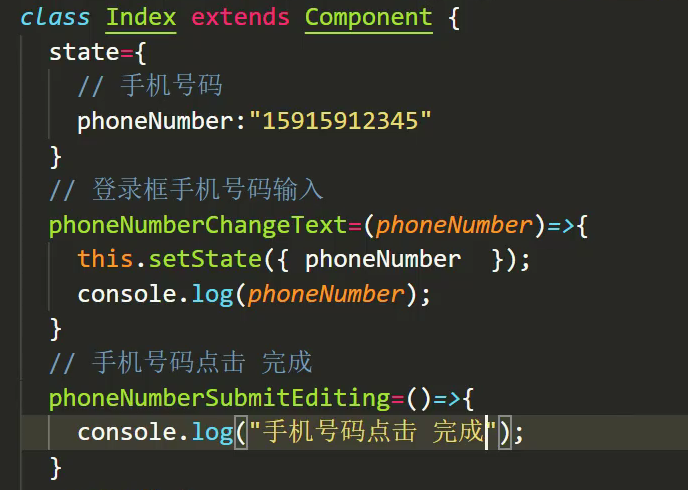 class Index extends Component {
state={
// 手机号码
phoneNumber:"15915912345"
}
// 登录框手机号码输入
phoneNumberChangeText=(phoneNumber)=>{
this.setState({ phoneNumber  });
console.log(phoneNumber);
}
// 手机号码点击 完成
phoneNumberSubmitEditing=()=>{
console.log("手机号码点击 完成");
}